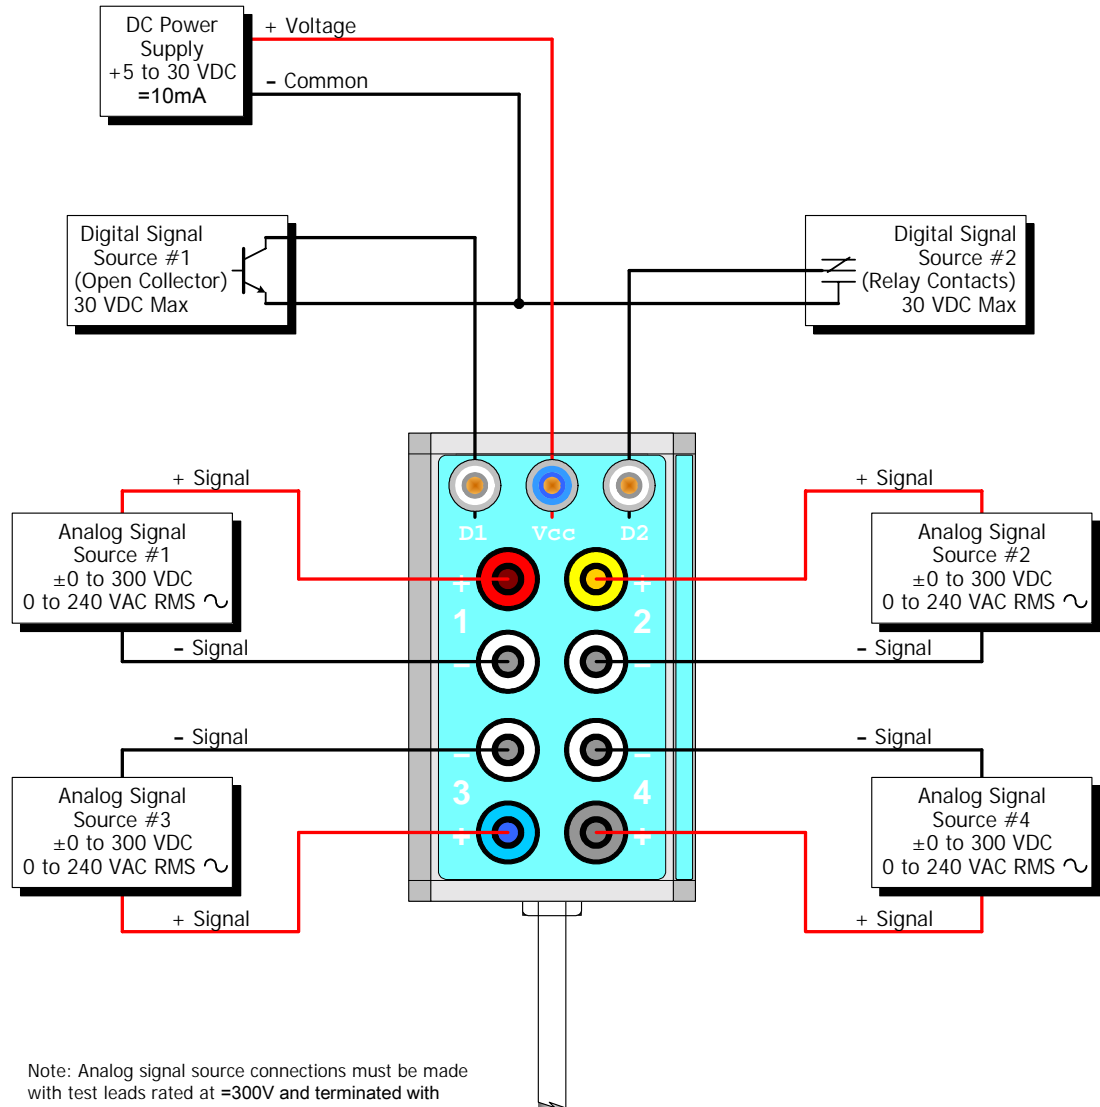 DC Power
Supply
+5 to 30 VDC
=10mA
+ Voltage
- Common
Digital Signal
Source #1
(Open Collector)
30 VDC Max
Digital Signal
Source #2
(Relay Contacts)
30 VDC Max
D1
Vcc
D2
+ Signal
Analog Signal
Source #1
±0 to 300 VDC
0 to 240 VAC RMS
- Signal
+ Signal
Analog Signal
Source #2
±0 to 300 VDC
0 to 240 VAC RMS
- Signal
+
1
-
+
2
-
- Signal
Analog Signal
Source #3
±0 to 300 VDC
0 to 240 VAC RMS
+ Signal
- Signal
Analog Signal
Source #4
±0 to 300 VDC
0 to 240 VAC RMS
+ Signal
-
3
+
-
4
+
Note: Analog signal source connections must be made
with test leads rated at =300V and terminated with